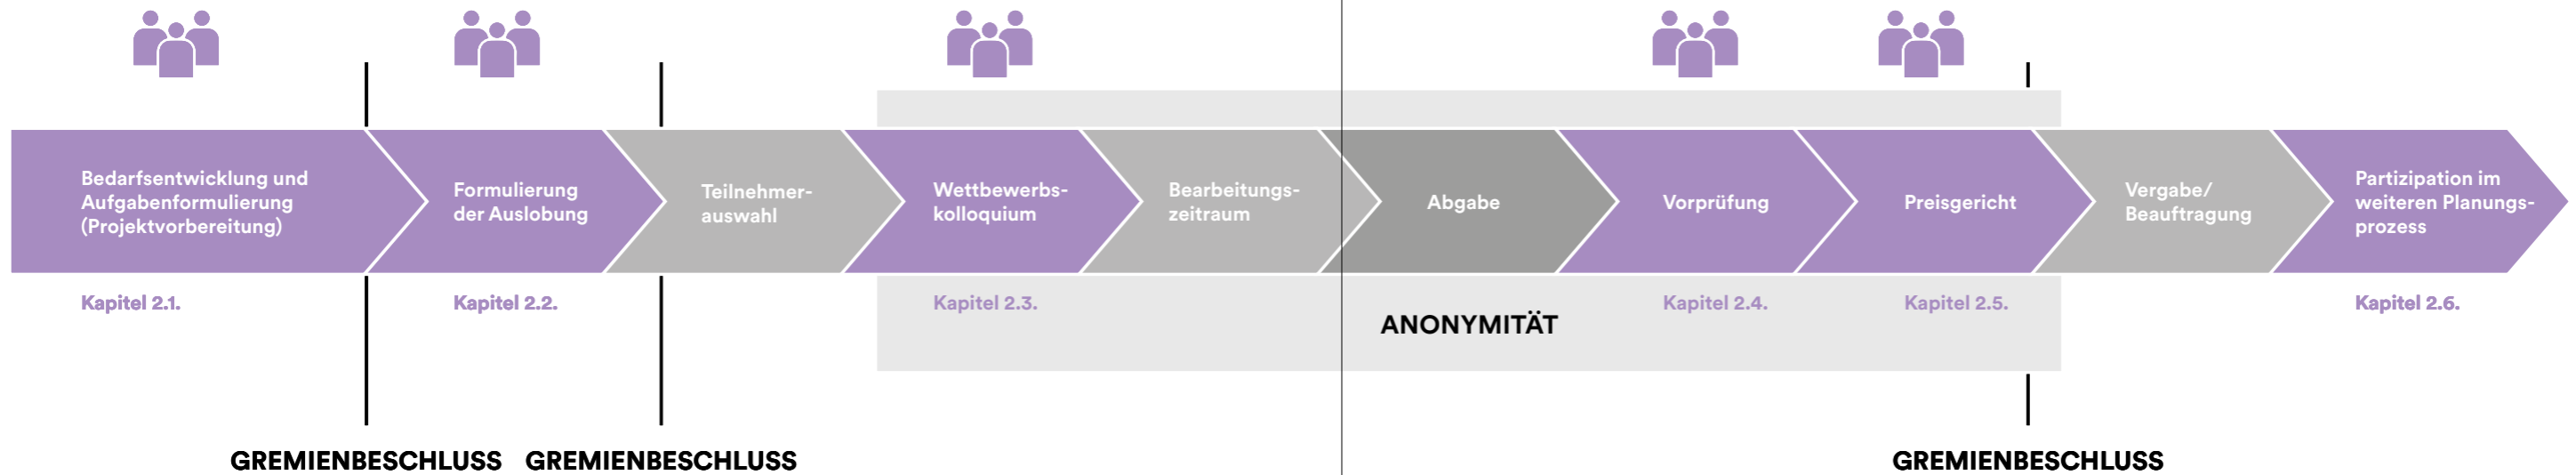 Bedarfsentwicklung und
Aufgabenformulierung
(Projektvorbereitung)
Formulierung
der Auslobung
Teilnehmer-
auswahl
Wettbewerbs-
kolloquium
Bearbeitungs-
zeitraum
Abgabe
Vorprüfung
Preisgericht
Vergabe/
Beauftragung
Partizipation im
weiteren Planungs-
prozess
Kapitel 2.1.
Kapitel 2.2.
Kapitel 2.3.
Kapitel 2.4.
Kapitel 2.5.
Kapitel 2.6.
ANONYMITÄT
GREMIENBESCHLUSS
GREMIENBESCHLUSS
GREMIENBESCHLUSS